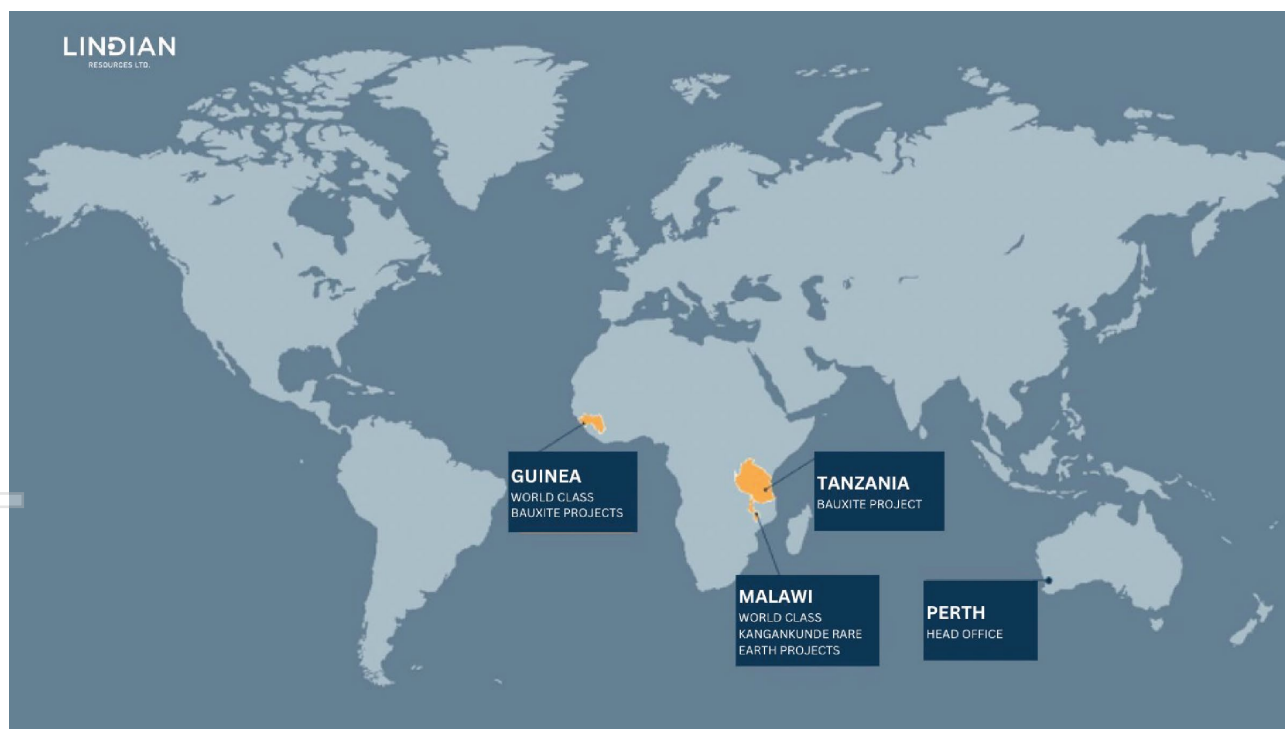 LINDIAN
RESOURCES LTD.
GUINEA
WORLD CLASS
BAUXITE PROJECTS
TANZANIA
BAUXITE PROJECT
MALAWI
WORLD CLASS
KANGANKUNDE RARE
EARTH PROJECTS
PERTH
HEAD OFFICE